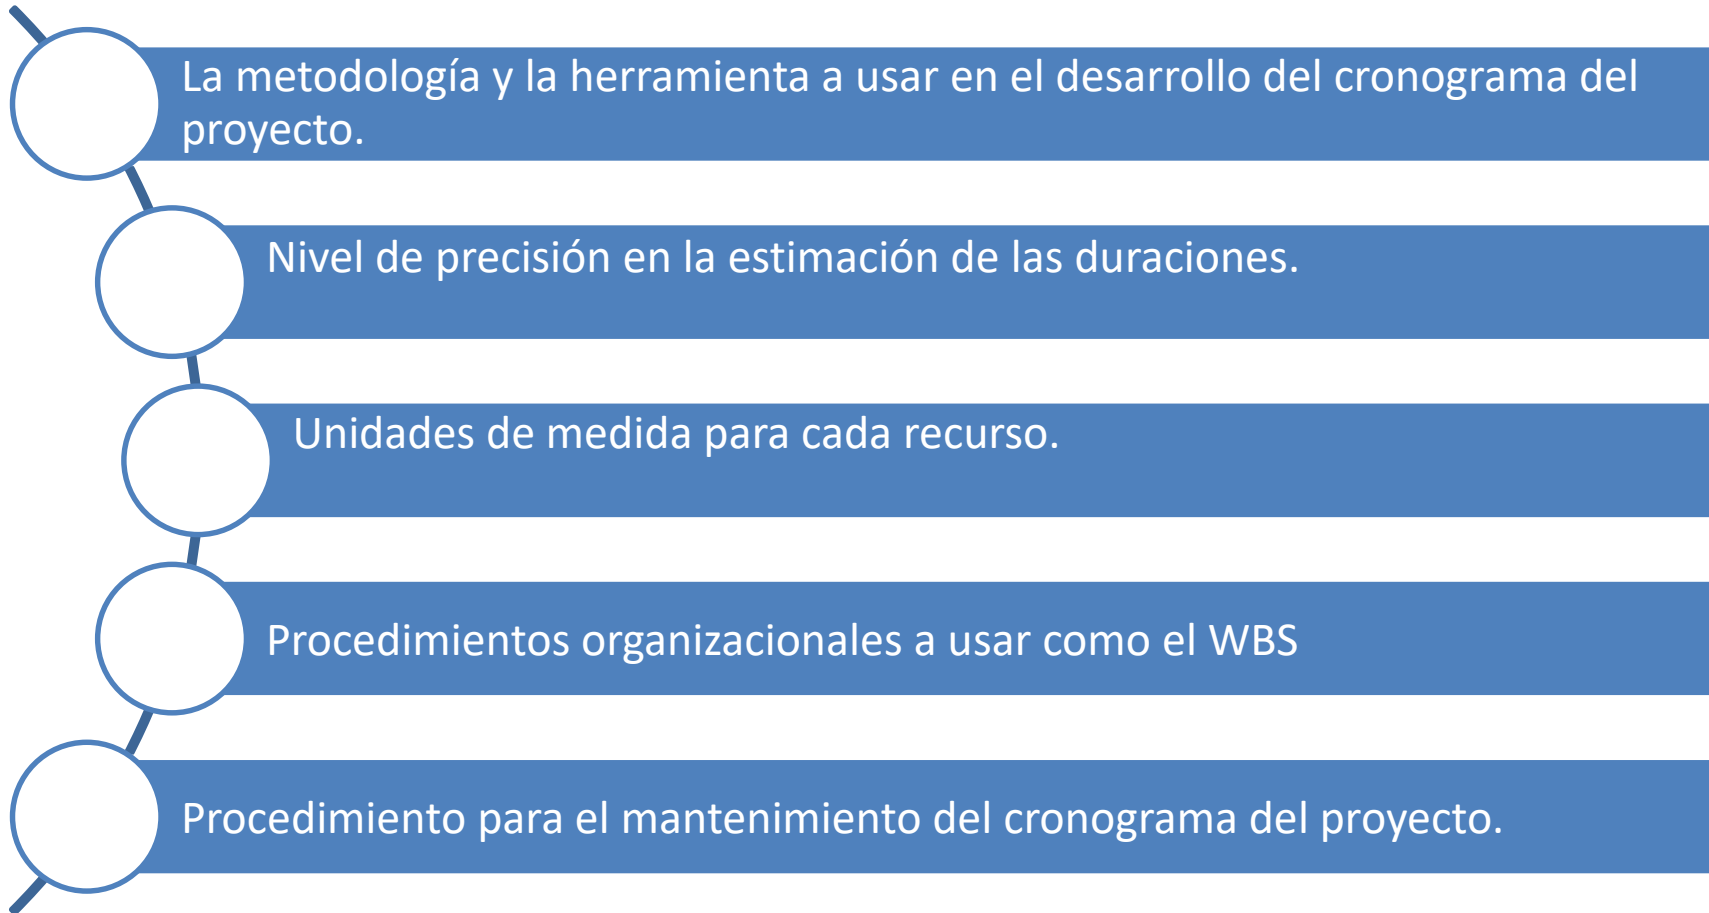 La metodología y la herramienta a usar en el desarrollo del cronograma del
proyecto.
Nivel de precisión en la estimación de las duraciones.
Unidades de medida para cada recurso.
Procedimientos organizacionales a usar como el WBS
Procedimiento para el mantenimiento del cronograma del proyecto.